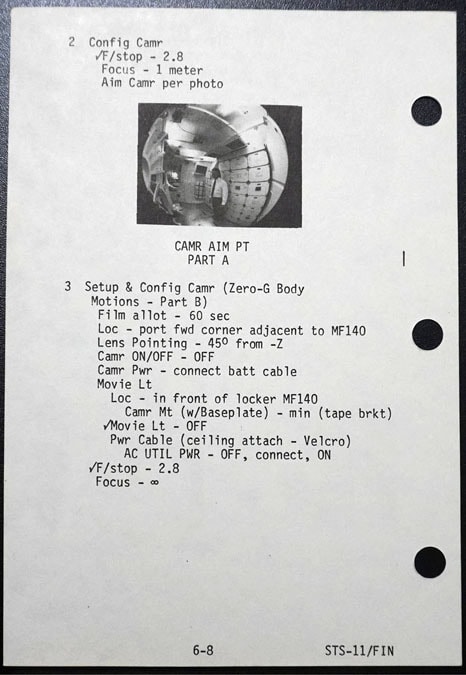 2 Config Camr
√F/stop - 2.8
Focus - 1 meter
Aim Camr per photo
CAMR AIM PT
PART A
3 Setup & Config Camr (Zero-G Body
Motions - Part B)
Film allot - 60 sec
Loc - port fwd corner adjacent to MF140
Lens Pointing - 45º from -Z
Camr ON/OFF - OFF
Camr Pwr - connect batt cable
Movie Lt
Loc - in front of locker MF140
Camr Mt (w/Baseplate) - min (tape brkt)
√Movie Lt - OFF
Pwr Cable (ceiling attach - Velcro)
AC UTIL PWR - OFF, connect, ON
√F/stop - 2.8
Focus - ∞
6-8 STS-11/FIN